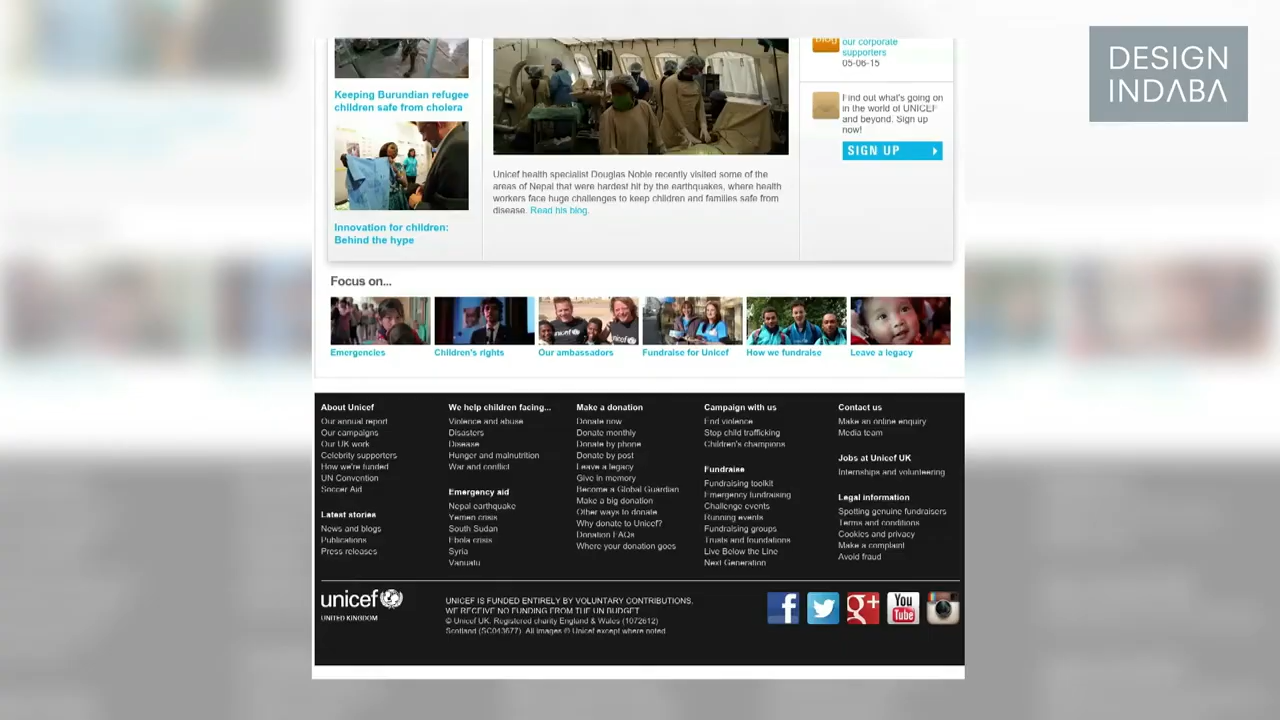 DESIGN
INDABA
blog
our corporate
supporters
05-06-15
Keeping Burundian refugee
children safe from cholera
Find out what's going on
in the world of UNICEF
and beyond. Sign up
now!
SIGN UP
Unicef health specialist Douglas Noble recently visited some of the
areas of Nepal that were hardest hit by the earthquakes, where health
workers face huge challenges to keep children and families safe from
disease. Read his blog.
Innovation for children:
Behind the hype
Focus on...
unicef
Emergencies
Children's rights
Our ambassadors
Fundraise for Unicef
How we fundraise
Leave a legacy
About Unicef
Our annual report
Our campaigns
Our UK work
Celebrity supporters
How we're funded
UN Convention
Soccer Aid
Latest stories
News and blogs
Publications
Press releases
We help children facing...
Violence and abuse
Disasters
Disease
Hunger and malnutrition
War and conflict
Emergency aid
Nepal earthquake
Yemen crisis
South Sudan
Ebola crisis
Syria
Vanuatu
Make a donation
Donate now
Donate monthly
Donate by phone
Donate by post
Leave a legacy
Give in memory
Become a Global Guardian
Make a big donation
Other ways to donate
Why donate to Unicef?
Donation FAQs
Where your donation goes
Campaign with us
End violence
Stop child trafficking
Children's champions
Fundraise
Fundraising toolkit
Emergency fundraising
Challenge events
Running events
Fundraising groups
Trusts and foundations
Live Below the Line
Next Generation
Contact us
Make an online enquiry
Media team
Jobs at Unicef UK
Internships and volunteering
Legal information
Spotting genuine fundraisers
Terms and conditions
Cookies and privacy
Make a complaint
Avoid fraud
unicef
UNITED KINGDOM
UNICEF IS FUNDED ENTIRELY BY VOLUNTARY CONTRIBUTIONS.
WE RECEIVE NO FUNDING FROM THE UN BUDGET
© Unicef UK. Registered charity England & Wales (1072612)
Scotland (SC043677). All images © Unicef except where noted.
f
g+
You
Tube